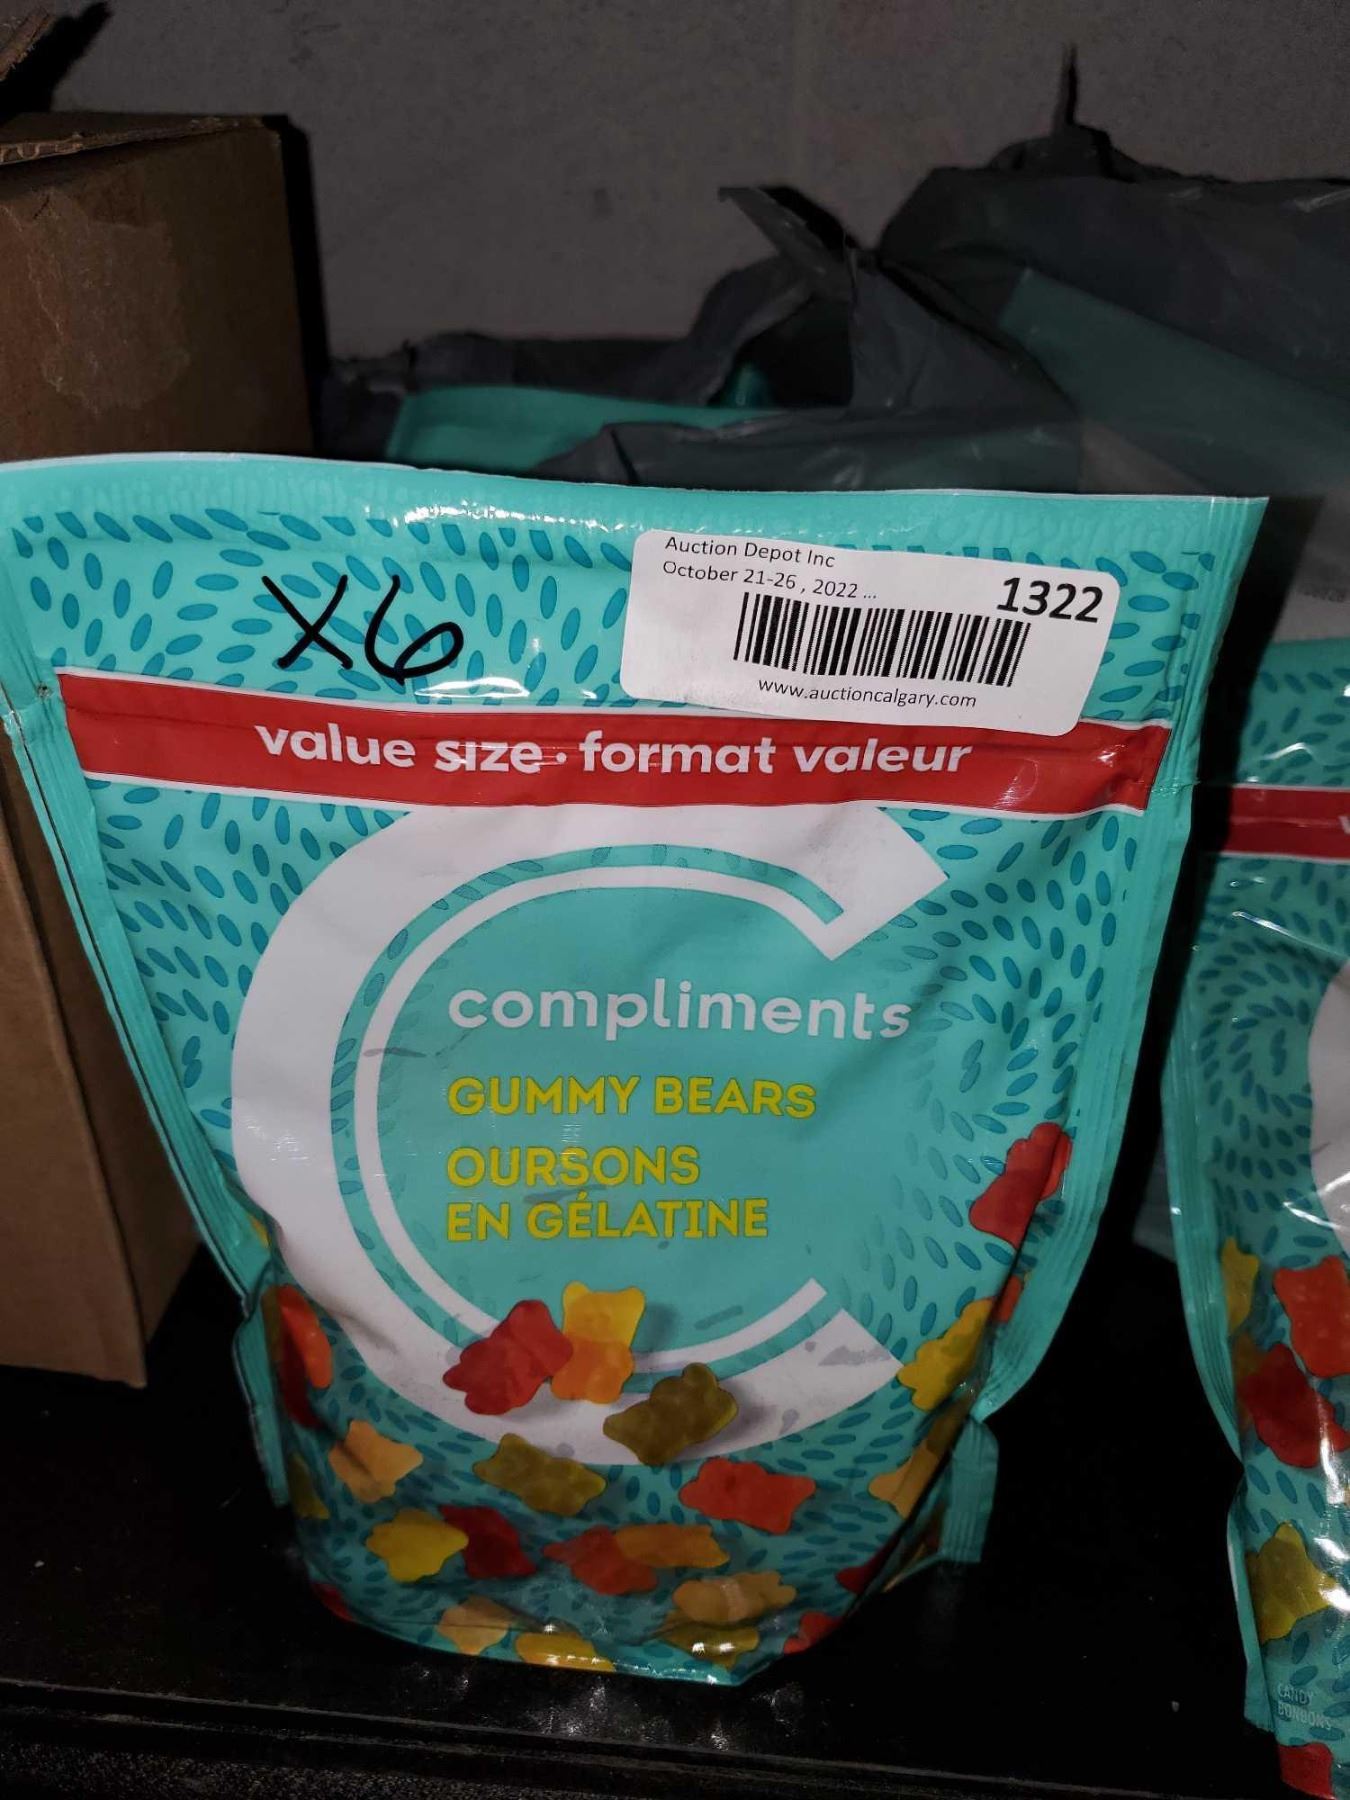 Auction Depot Inc
October 21-26 , 2022 ...
1322
www.auctioncalgary.com
X6
value size • format valeur
compliments
GUMMY BEARS
OURSONS
EN GÉLATINE
CANDY
BONBONS